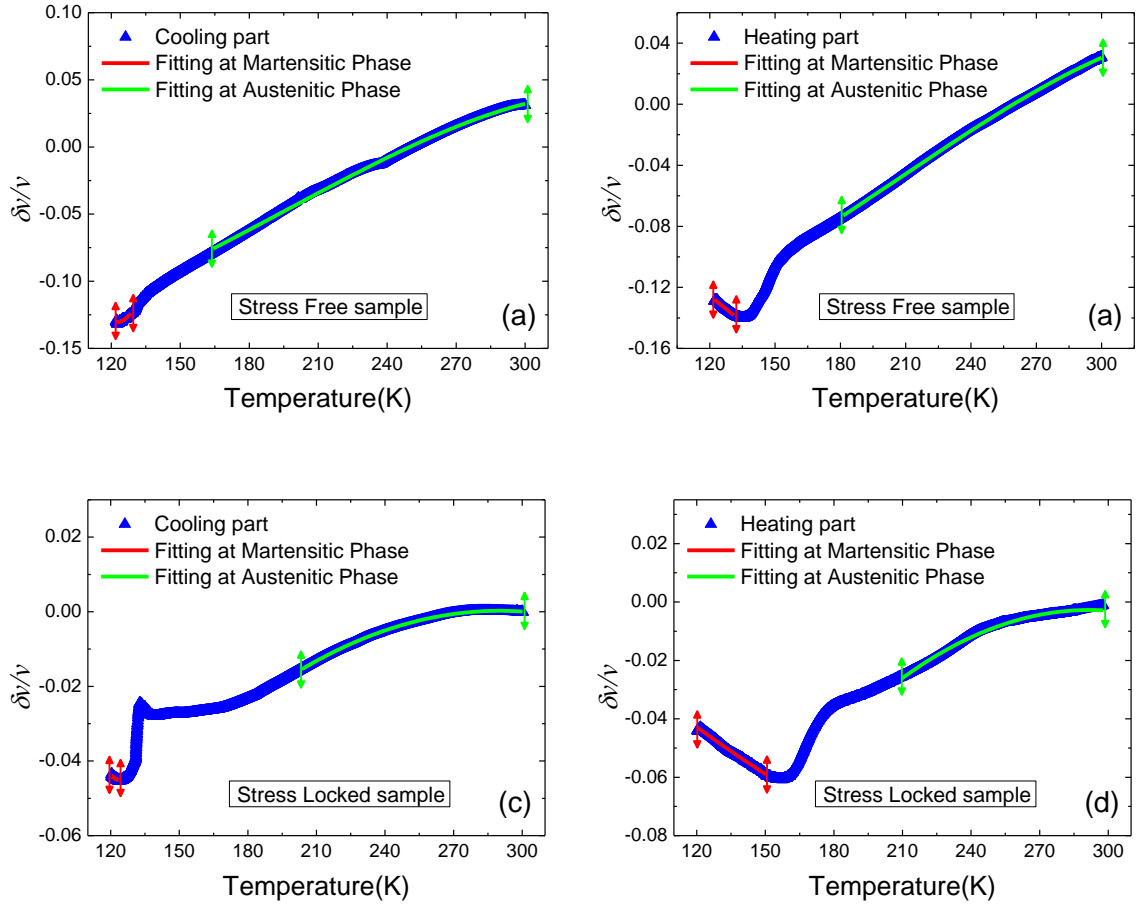 0.10
0.05
0.00
-0.05
-0.10
-0.15
δν/ν
Cooling part
Fitting at Martensitic Phase
Fitting at Austenitic Phase
Stress Free sample
(a)
120 150 180 210 240 270 300
Temperature(K)
0.04
0.00
-0.04
-0.08
-0.12
-0.16
δν/ν
Heating part
Fitting at Martensitic Phase
Fitting at Austenitic Phase
Stress Free sample
(a)
120 150 180 210 240 270 300
Temperature(K)
0.02
0.00
-0.02
-0.04
-0.06
δν/ν
Cooling part
Fitting at Martensitic Phase
Fitting at Austenitic Phase
Stress Locked sample
(c)
120 150 180 210 240 270 300
Temperature(K)
0.02
0.00
-0.02
-0.04
-0.06
-0.08
δν/ν
Heating part
Fitting at Martensitic Phase
Fitting at Austenitic Phase
Stress Locked sample
(d)
120 150 180 210 240 270 300
Temperature(K)